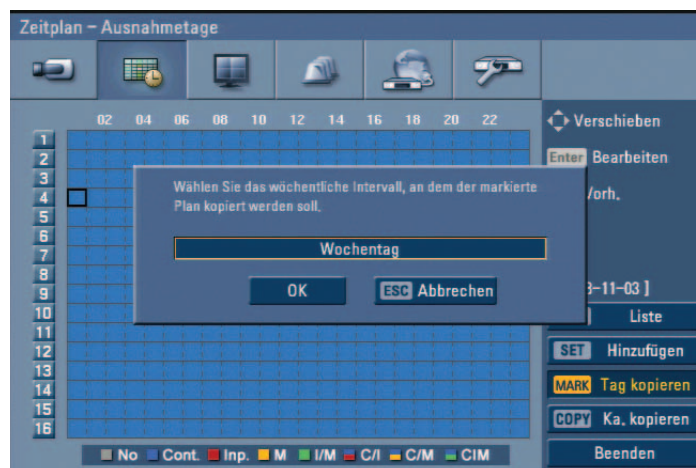 Zeitplan – Ausnahmetage
02 04 06 08 10 12 14 16 18 20 22
1
2
3
4
5
6
7
8
9
10
11
12
13
14
15
16
Wählen Sie das wöchentliche Intervall, an dem der markierte
Plan kopiert werden soll.
Wochentag
OK
ESC Abbrechen
Verschieben
Enter Bearbeiten
/orh.
3-11-03 ]
Liste
SET Hinzufügen
MARK Tag kopieren
COPY Ka. kopieren
Beenden
No Cont. Inp. M I/M C/I C/M CIM